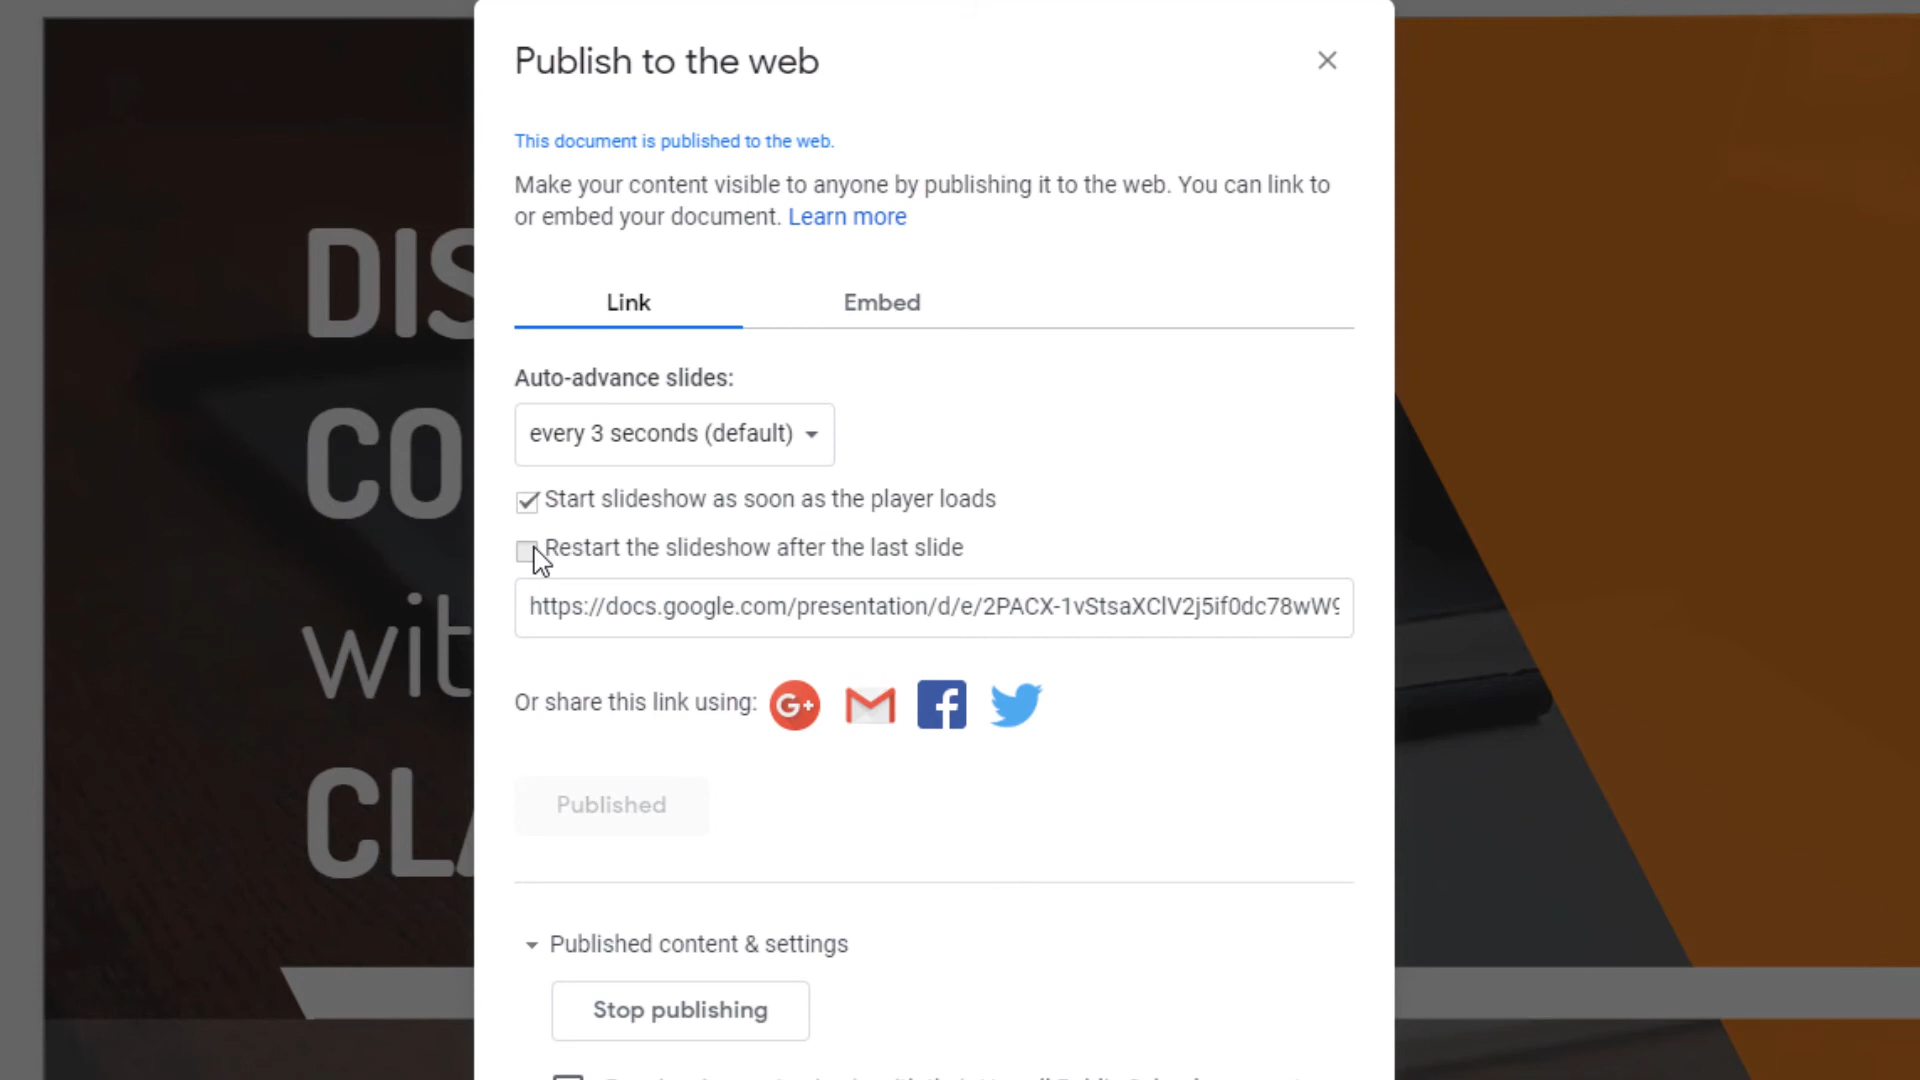 Publish to the web
This document is published to the web.
Make your content visible to anyone by publishing it to the web. You can link to
or embed your document. Learn more
Link
Embed
Auto-advance slides:
every 3 seconds (default)
Start slideshow as soon as the player loads
Restart the slideshow after the last slide
https://docs.google.com/presentation/d/e/2PACX-1vStsaXClV2j5if0dc78wW9
Or share this link using:
G+
f
Published
Published content & settings
Stop publishing
DIS
CO
wit
CLA